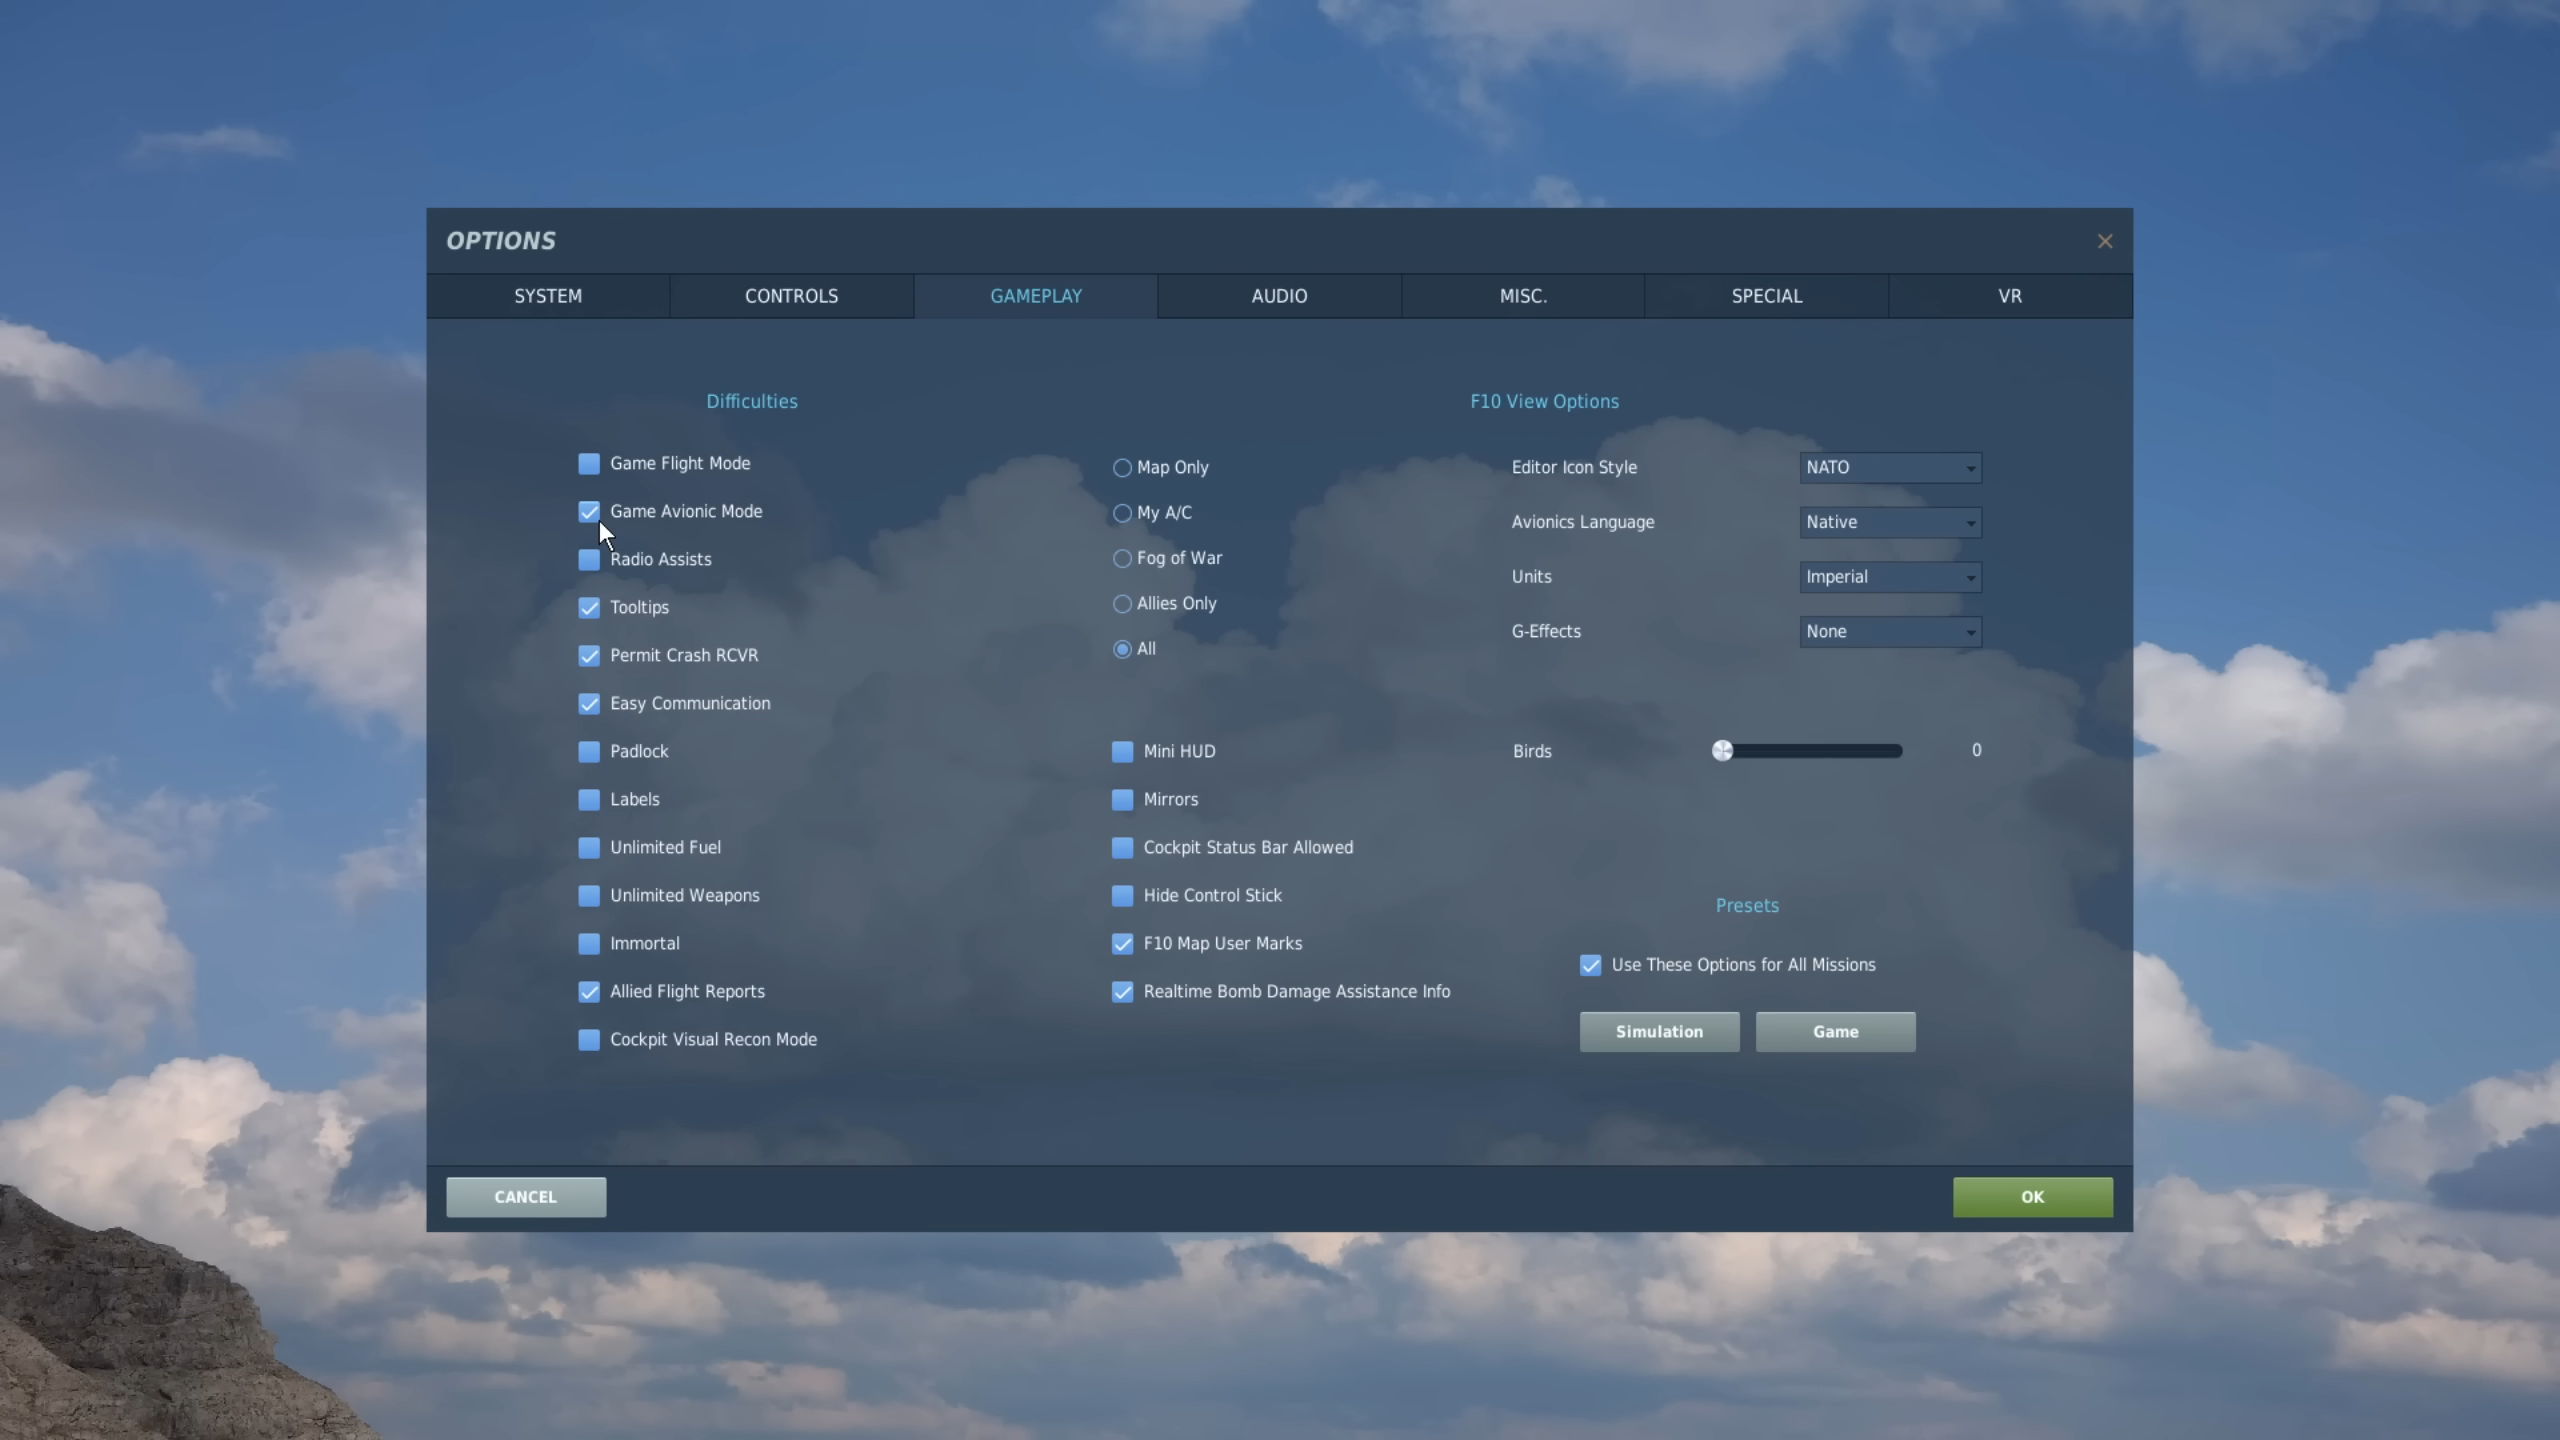 OPTIONS
SYSTEM
CONTROLS
GAMEPLAY
AUDIO
MISC.
SPECIAL
VR
Difficulties
Game Flight Mode
Game Avionic Mode
Radio Assists
Tooltips
Permit Crash RCVR
Easy Communication
Padlock
Labels
Unlimited Fuel
Unlimited Weapons
Immortal
Allied Flight Reports
Cockpit Visual Recon Mode
F10 View Options
Map Only
My A/C
Fog of War
Allies Only
All
Mini HUD
Mirrors
Cockpit Status Bar Allowed
Hide Control Stick
F10 Map User Marks
Realtime Bomb Damage Assistance Info
Editor Icon Style NATO
Avionics Language Native
Units Imperial
G-Effects None
Birds 0
Presets
Use These Options for All Missions
Simulation
Game
CANCEL
OK